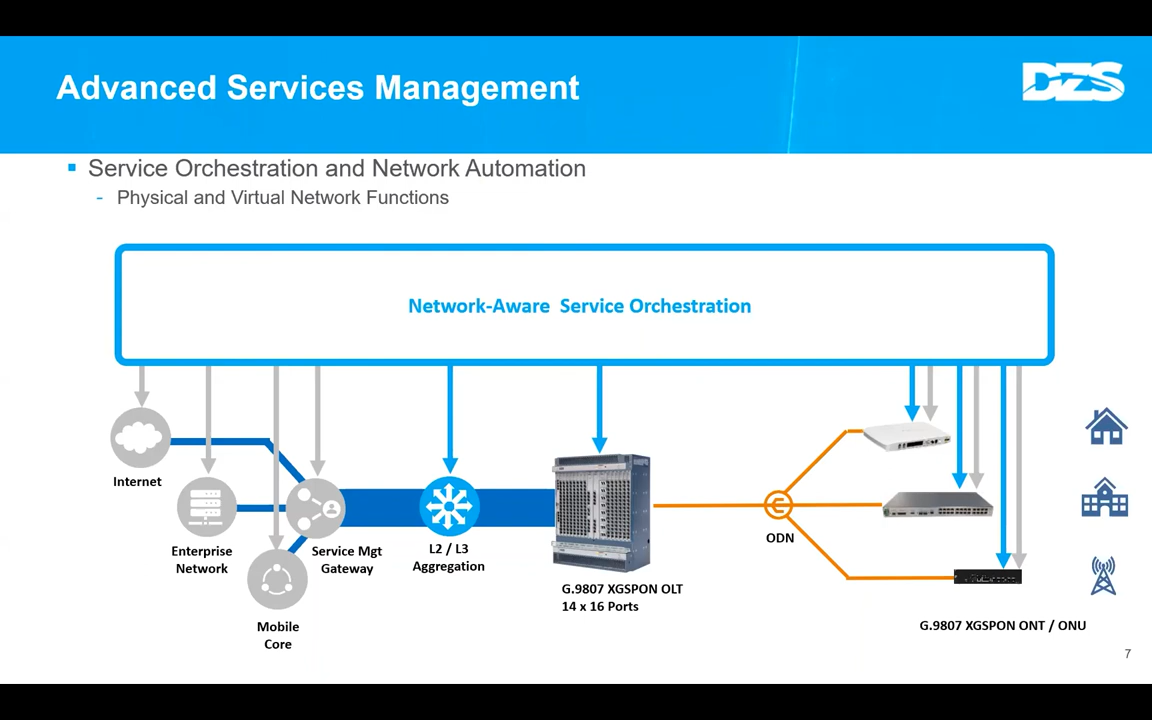 Advanced Services Management
DZS
Service Orchestration and Network Automation
- Physical and Virtual Network Functions
Network-Aware Service Orchestration
Internet
Enterprise
Network
Service Mgt
Gateway
Mobile
Core
L2 / L3
Aggregation
G.9807 XGSPON OLT
14 x 16 Ports
ODN
G.9807 XGSPON ONT / ONU
7